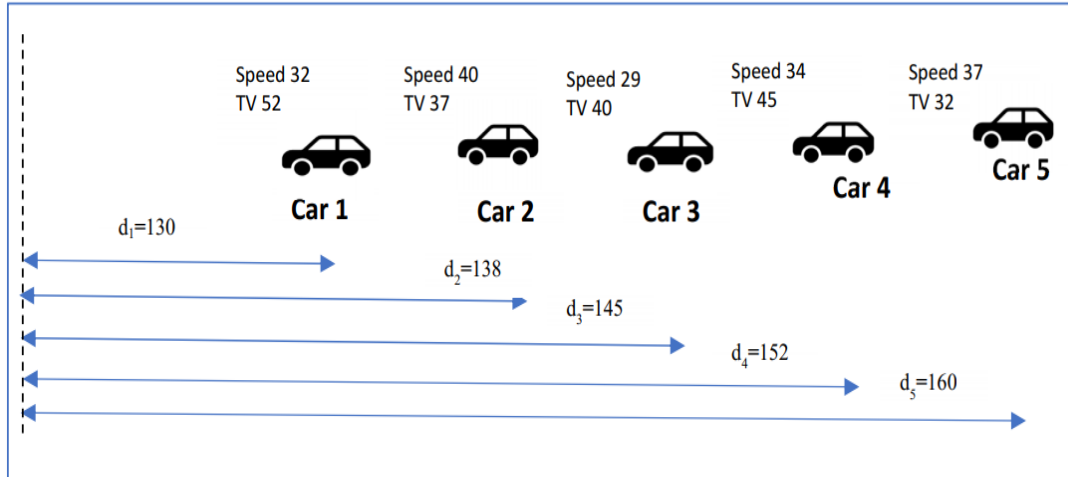 Speed 32
TV 52
Speed 40
TV 37
Speed 29
TV 40
Speed 34
TV 45
Speed 37
TV 32
Car 1
Car 2
Car 3
Car 4
Car 5
d₁=130
d₂=138
d₃=145
d₄=152
d₅=160